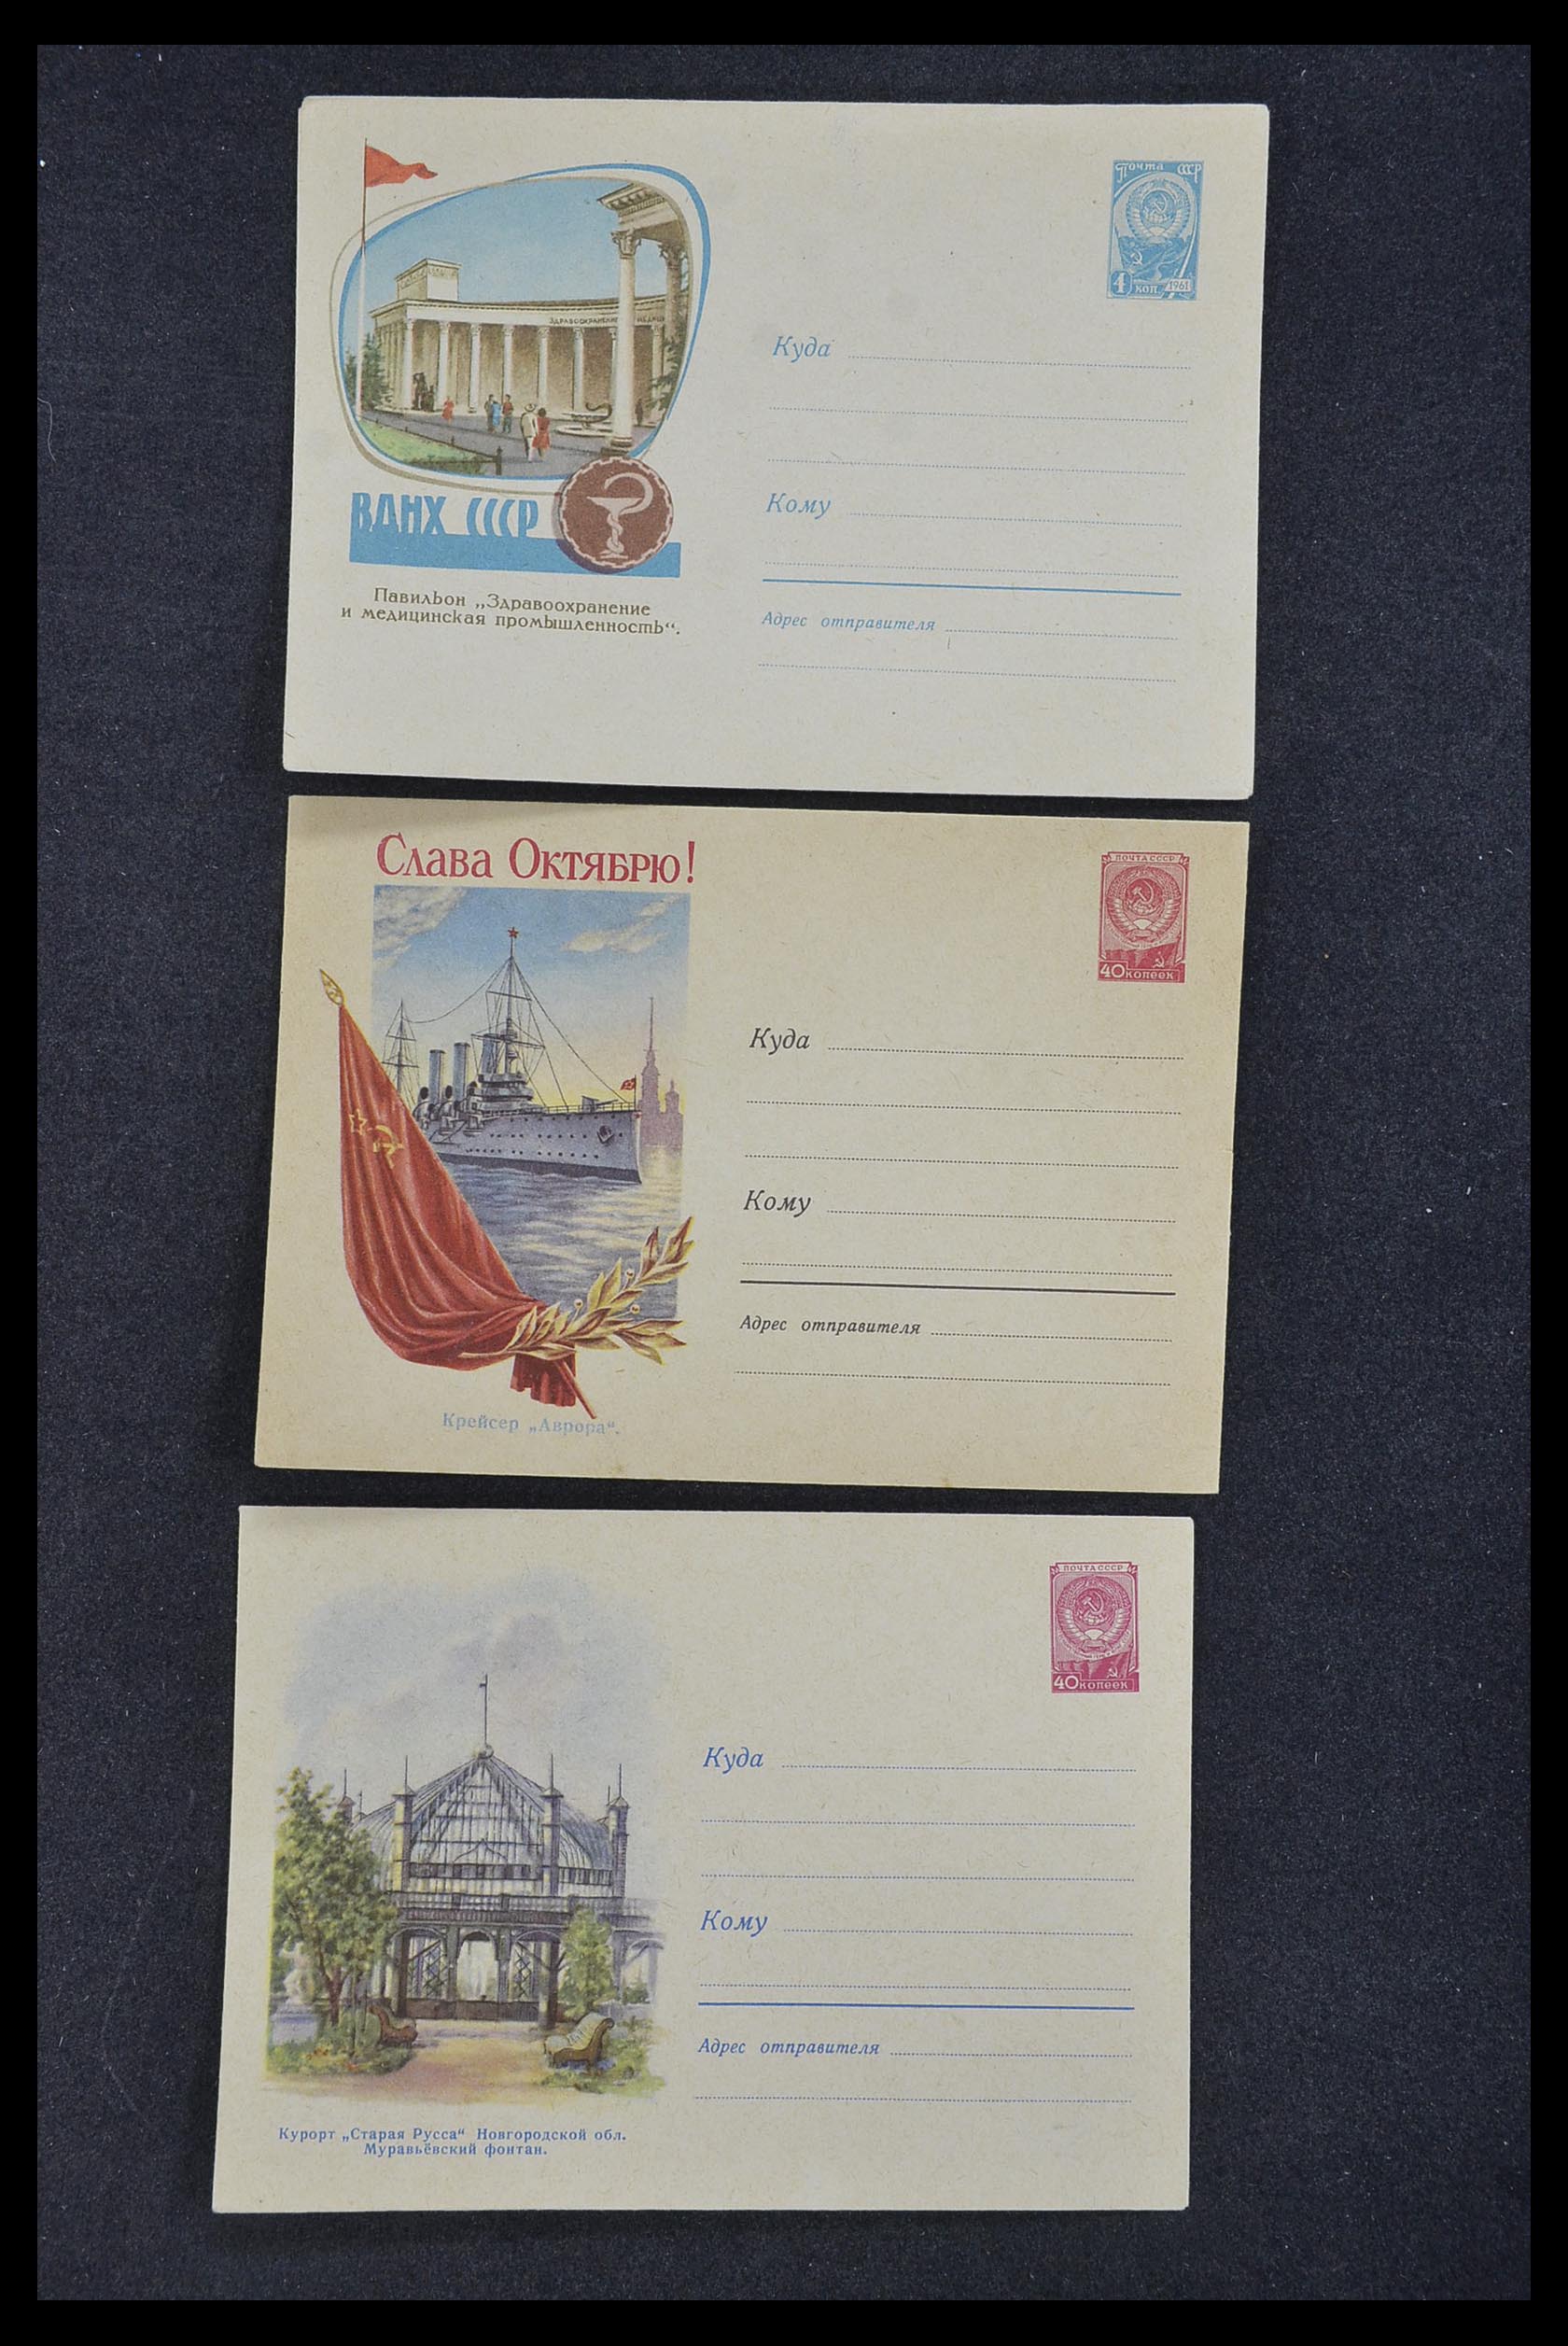 Почта СССР
4 коп. 1961
ЗДРАВООХРАНЕНИЕ
ВДНХ СССР
Павильон „Здравоохранение
и медицинская промышленность“.
Куда
Кому
Адрес отправителя
Слава Октябрю!
ПОЧТА СССР
40 копеек
Куда
Кому
Адрес отправителя
Крейсер „Аврора“.
ПОЧТА СССР
40 копеек
Куда
Кому
Адрес отправителя
Курорт „Старая Русса“ Новгородской обл.
Муравьёвский фонтан.